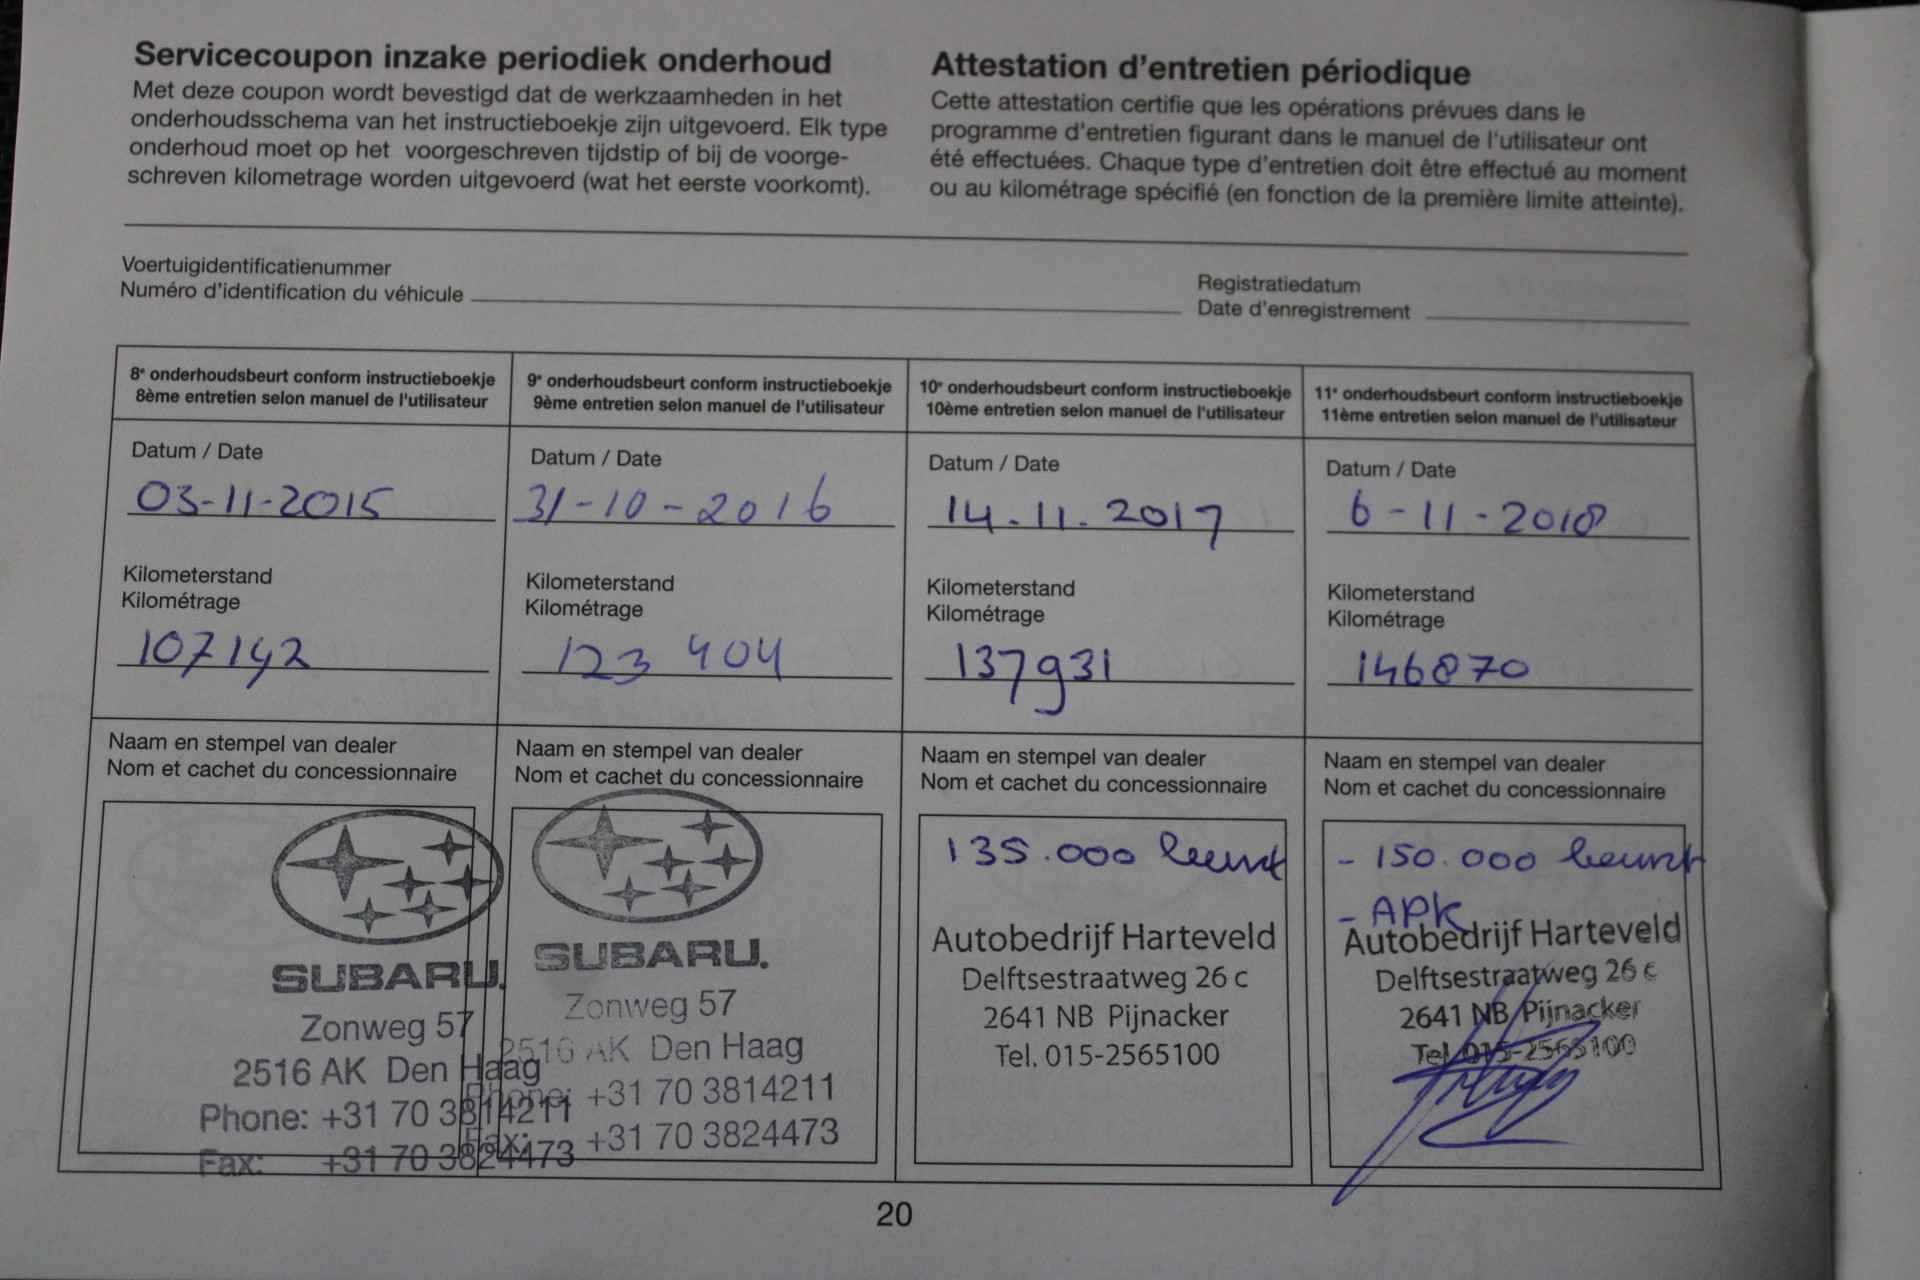 Servicecoupon inzake periodiek onderhoud
Met deze coupon wordt bevestigd dat de werkzaamheden in het
onderhoudsschema van het instructieboekje zijn uitgevoerd. Elk type
onderhoud moet op het voorgeschreven tijdstip of bij de voorge-
schreven kilometrage worden uitgevoerd (wat het eerste voorkomt).
Attestation d'entretien périodique
Cette attestation certifie que les opérations prévues dans le
programme d'entretien figurant dans le manuel de l'utilisateur ont
été effectuées. Chaque type d'entretien doit être effectué au moment
ou au kilométrage spécifié (en fonction de la première limite atteinte).
Voertuigidentificatienummer
Numéro d'identification du véhicule
Registratiedatum
Date d'enregistrement
8e onderhoudsbeurt conform instructieboekje
8ème entretien selon manuel de l'utilisateur
Datum / Date
03-11-2015
Kilometerstand
Kilométrage
107142
Naam en stempel van dealer
Nom et cachet du concessionnaire
SUBARU.
Zonweg 57
2516 AK Den Haag
Phone: +31 70 3814211
Fax: +31 70 3824473
9e onderhoudsbeurt conform instructieboekje
9ème entretien selon manuel de l'utilisateur
Datum / Date
31-10-2016
Kilometerstand
Kilométrage
123 404
Naam en stempel van dealer
Nom et cachet du concessionnaire
SUBARU.
Zonweg 57
2516 AK Den Haag
Phone: +31 70 3814211
Fax: +31 70 3824473
10e onderhoudsbeurt conform instructieboekje
10ème entretien selon manuel de l'utilisateur
Datum / Date
14.11.2017
Kilometerstand
Kilométrage
137931
Naam en stempel van dealer
Nom et cachet du concessionnaire
135.000 beurt
Autobedrijf Harteveld
Delftsestraatweg 26 c
2641 NB Pijnacker
Tel. 015-2565100
11e onderhoudsbeurt conform instructieboekje
11ème entretien selon manuel de l'utilisateur
Datum / Date
6-11-2018
Kilometerstand
Kilométrage
146870
Naam en stempel van dealer
Nom et cachet du concessionnaire
- 150.000 beurt
- APK
Autobedrijf Harteveld
Delftsestraatweg 26 c
2641 NB Pijnacker
Tel. 015-2565100
20